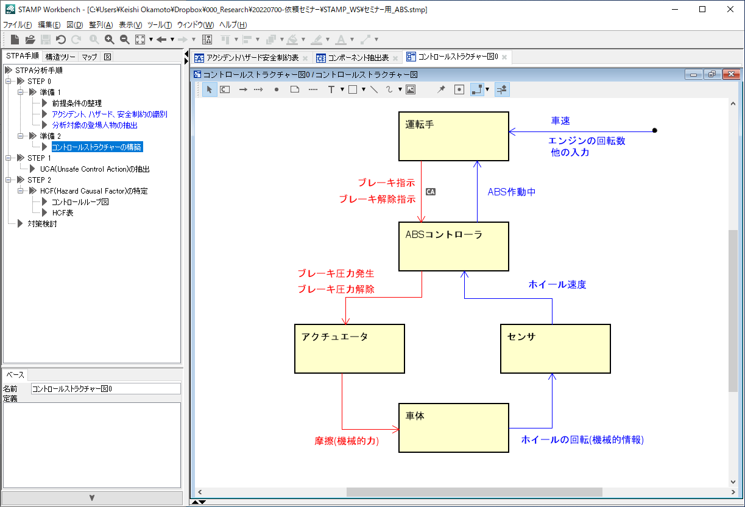 STAMP Workbench - [C:¥Users¥Keishi Okamoto¥Dropbox¥000_Research¥20220700-依頼セミナー¥STAMP_WS¥セミナー用_ABS.stmp]
ファイル(F) 編集(E) 図(D) 整列(A) 表示(V) ツール(T) ウィンドウ(W) ヘルプ(H)
STPA手順 構造ツリー マップ 図
アクシデントハザード安全制約表 コンポーネント抽出表 コントロールストラクチャー図0
STPA分析手順
STEP 0
準備 1
前提条件の整理
アクシデント、ハザード、安全制約の識別
分析対象の登場人物の抽出
準備 2
コントロールストラクチャーの構築
STEP 1
UCA(Unsafe Control Action)の抽出
STEP 2
HCF(Hazard Causal Factor)の特定
コントロールループ図
HCF表
対策検討
ベース
名前 コントロールストラクチャー図0
定義
コントロールストラクチャー図0 / コントロールストラクチャー図
運転手
車速
エンジンの回転数
他の入力
ブレーキ指示
ブレーキ解除指示
CA
ABS作動中
ABSコントローラ
ブレーキ圧力発生
ブレーキ圧力解除
ホイール速度
アクチュエータ
センサ
車体
摩擦(機械的力)
ホイールの回転(機械的情報)